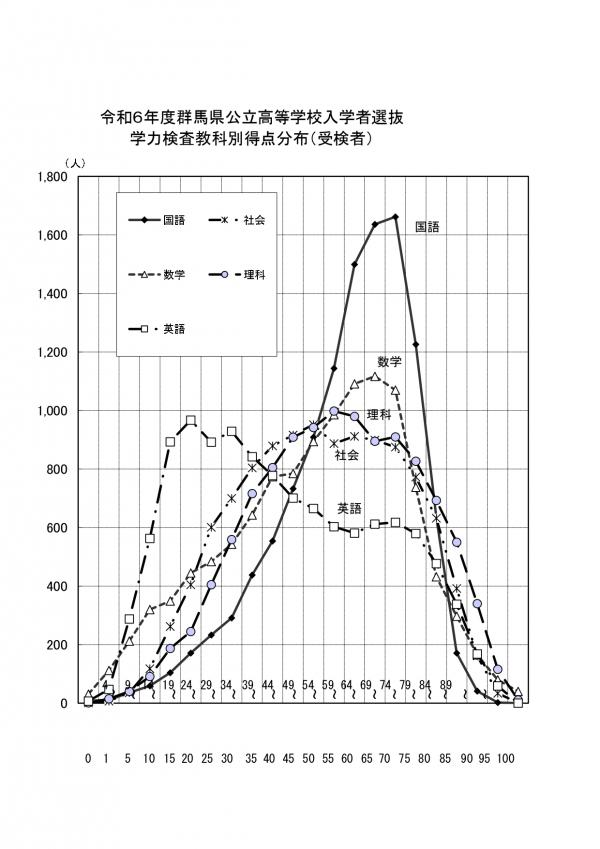 令和6年度群馬県公立高等学校入学者選抜
学力検査教科別得点分布(受検者)
(人)
1,800
1,600
1,400
1,200
1,000
800
600
400
200
0
国語 社会
数学 理科
英語
国語
数学
理科
社会
英語
4 9 19 24 29 34 39 44 49 54 59 64 69 74 79 84 89
~ ~ ~ ~ ~ ~ ~ ~ ~ ~ ~ ~ ~ ~ ~ ~ ~ ~ ~ ~
0 1 5 10 15 20 25 30 35 40 45 50 55 60 65 70 75 80 85 90 95 100